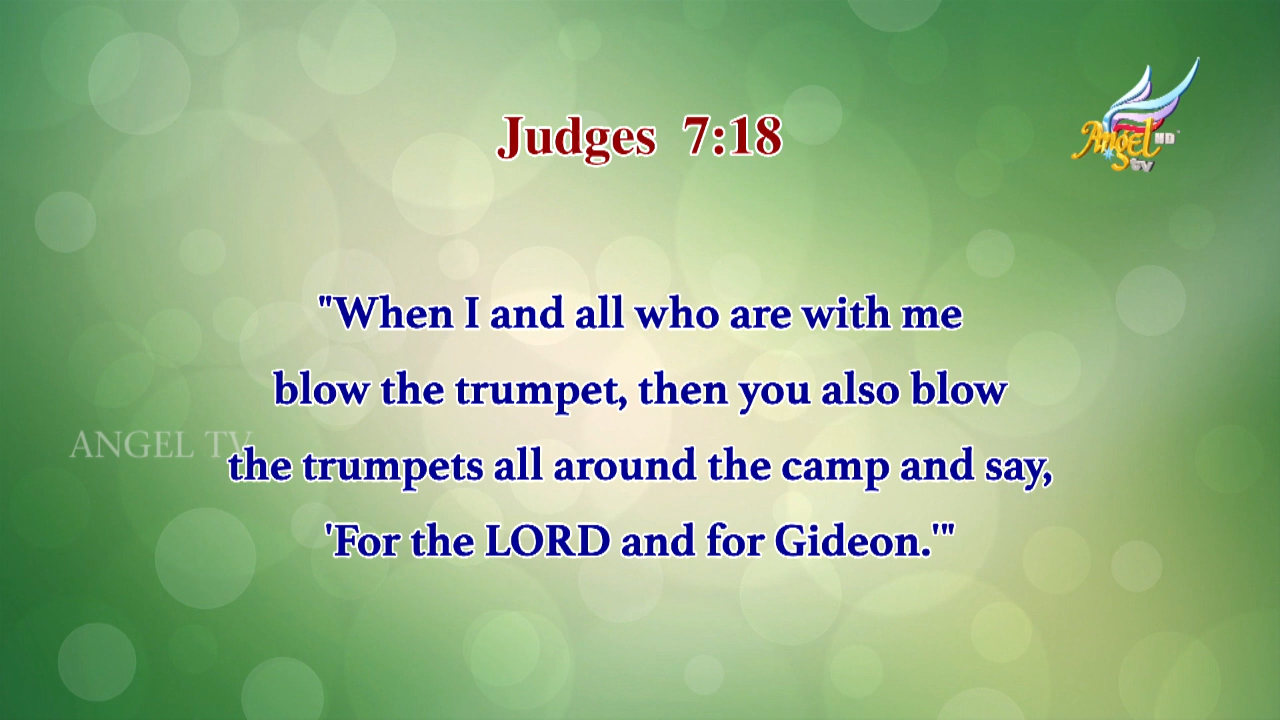 Judges 7:18
Angel HD
tv
"When I and all who are with me
blow the trumpet, then you also blow
ANGEL TV
the trumpets all around the camp and say,
'For the LORD and for Gideon.'"